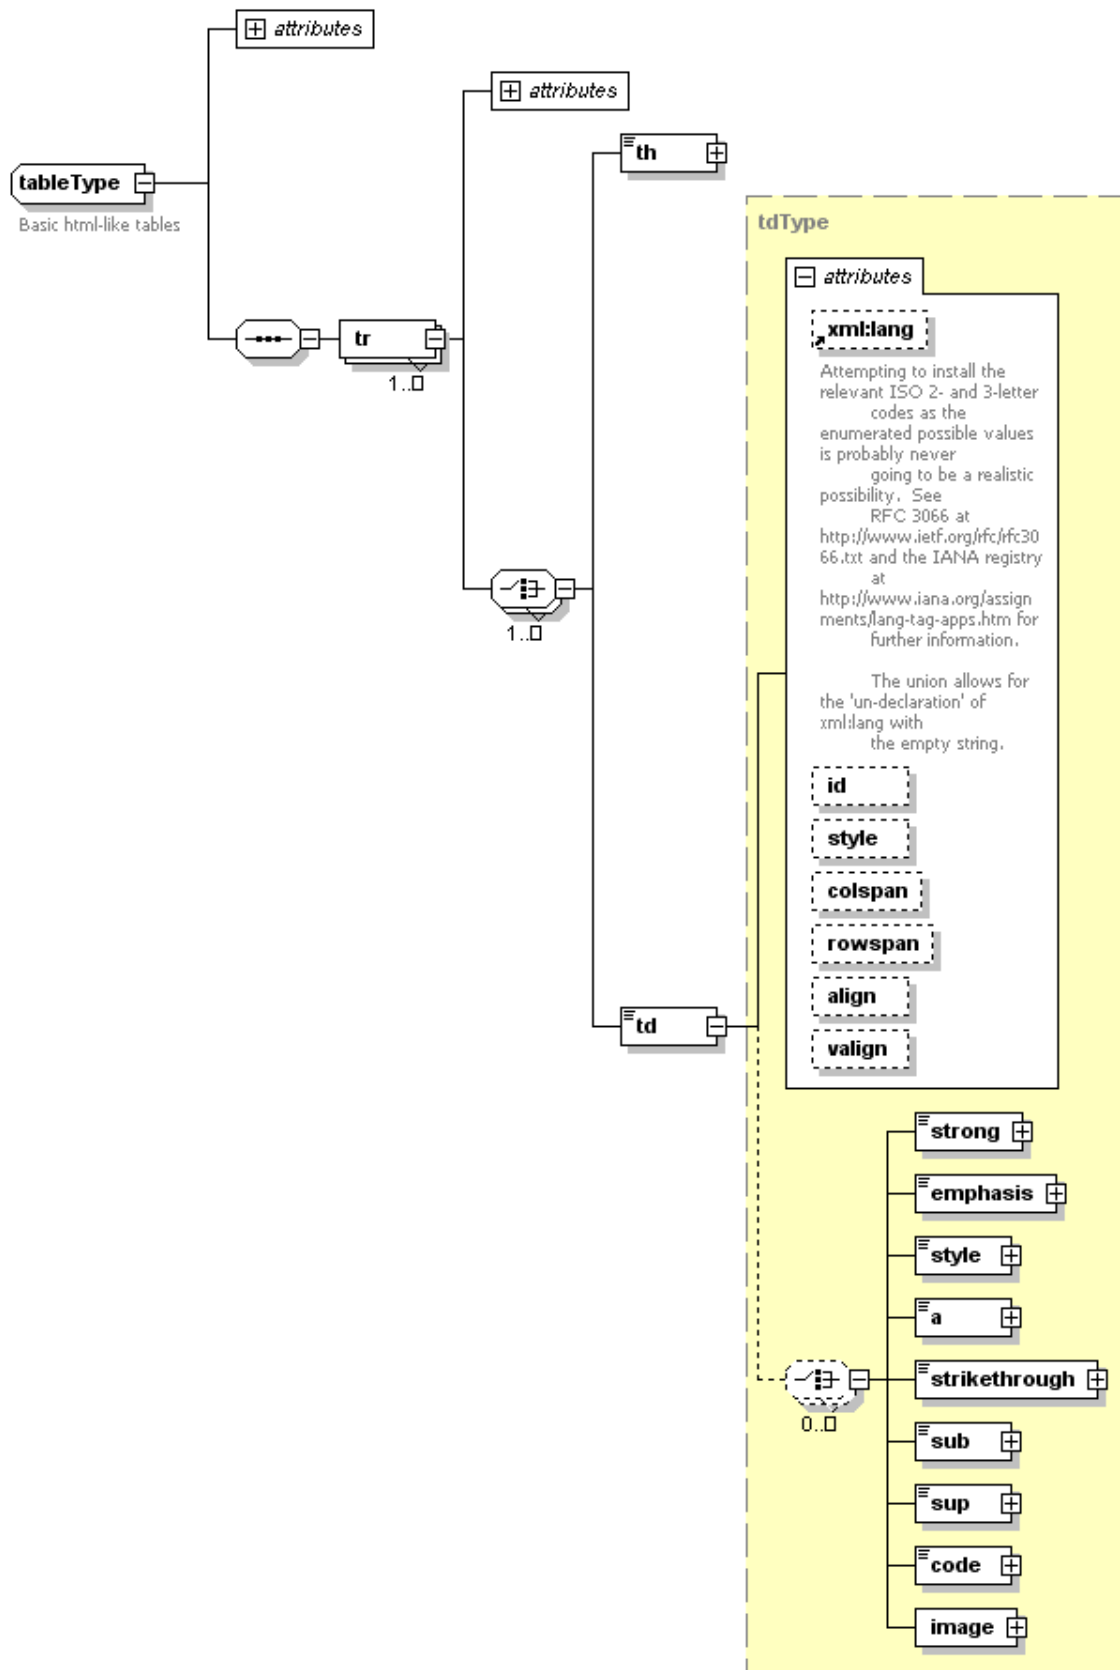 attributes
attributes
th
tableType
Basic html-like tables
tdType
attributes
xml:lang
tr
1..▯
Attempting to install the
relevant ISO 2- and 3-letter
codes as the
enumerated possible values
is probably never
going to be a realistic
possibility.  See
RFC 3066 at
http://www.ietf.org/rfc/rfc30
66.txt and the IANA registry
at
http://www.iana.org/assign
ments/lang-tag-apps.htm for
further information.
1..▯
The union allows for
the 'un-declaration' of
xml:lang with
the empty string.
id
style
colspan
rowspan
align
td
valign
strong
emphasis
style
a
strikethrough
0..▯
sub
sup
code
image